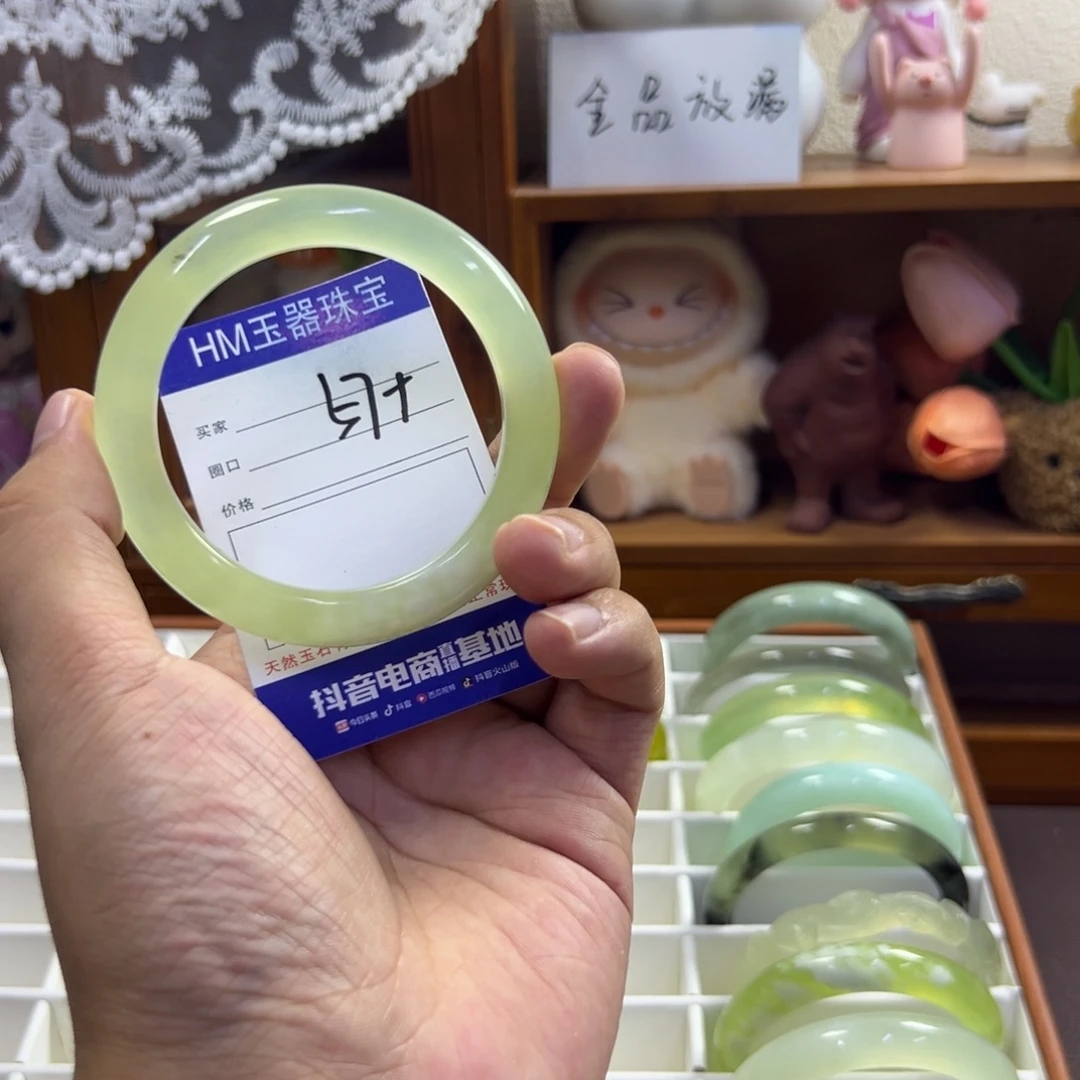 全品放漏
HM玉器珠宝
买家
圈口
价格
天然玉石
正常
抖音电商直播基地
今日头条 抖音 西瓜视频 抖音火山版